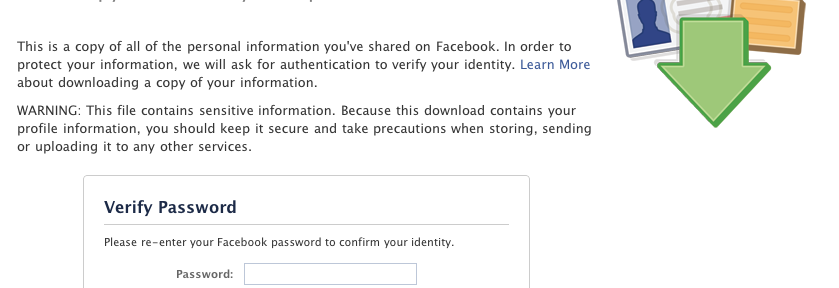 This is a copy of all of the personal information you've shared on Facebook. In order to
protect your information, we will ask for authentication to verify your identity. Learn More
about downloading a copy of your information.
WARNING: This file contains sensitive information. Because this download contains your
profile information, you should keep it secure and take precautions when storing, sending
or uploading it to any other services.
Verify Password
Please re-enter your Facebook password to confirm your identity.
Password: